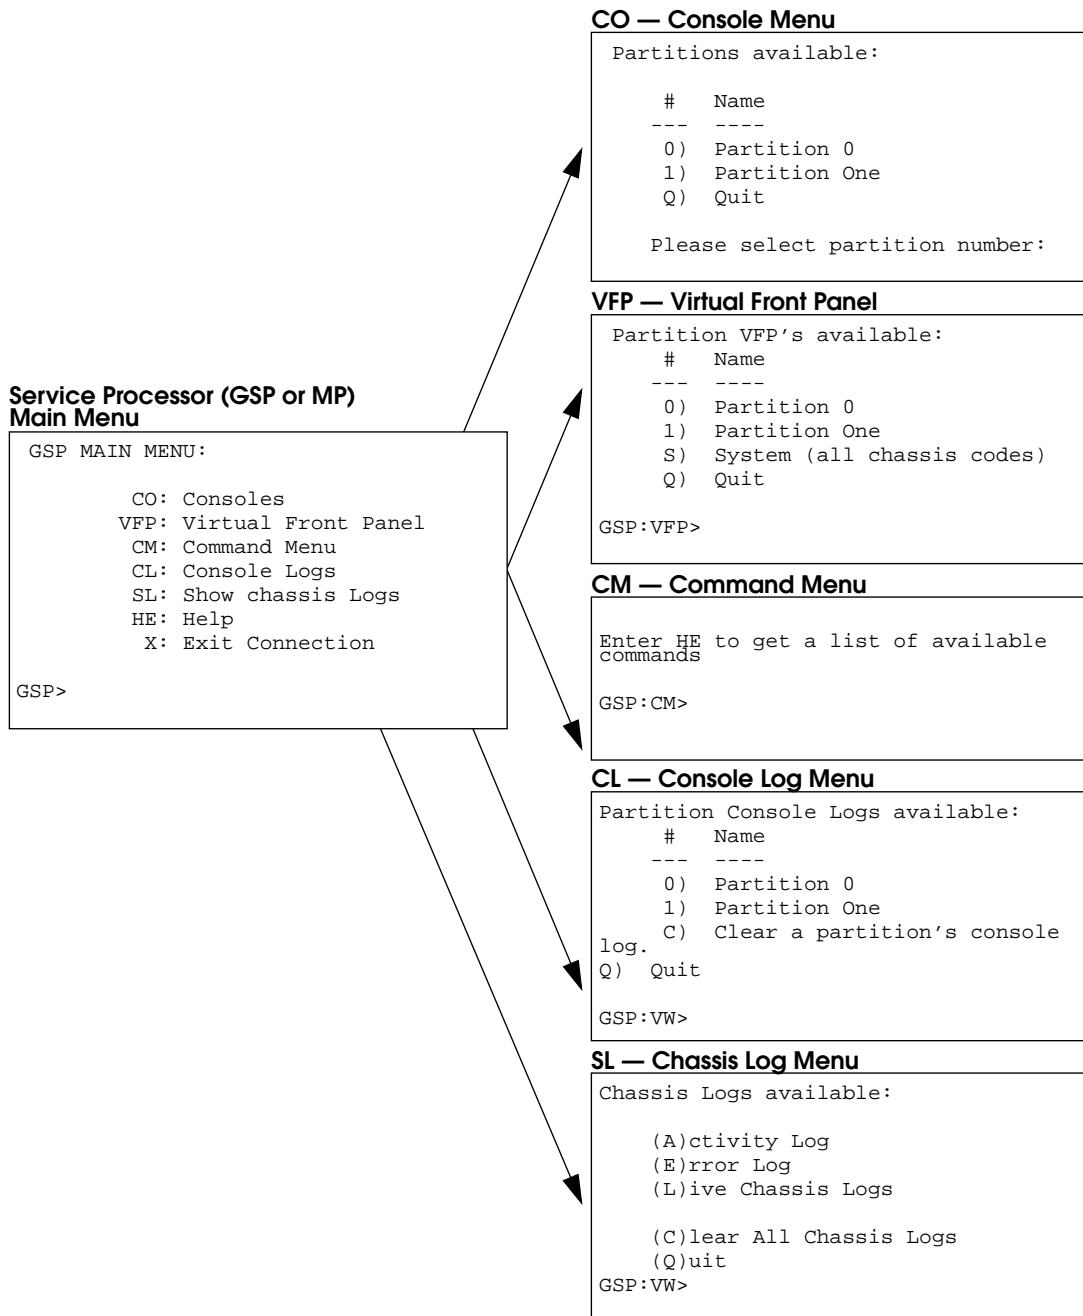 Service Processor (GSP or MP)
Main Menu
GSP MAIN MENU:
CO: Consoles
VFP: Virtual Front Panel
CM: Command Menu
CL: Console Logs
SL: Show chassis Logs
HE: Help
X: Exit Connection
GSP>
CO — Console Menu
Partitions available:
# Name
--- ----
0) Partition 0
1) Partition One
Q) Quit
Please select partition number:
VFP — Virtual Front Panel
Partition VFP's available:
# Name
--- ----
0) Partition 0
1) Partition One
S) System (all chassis codes)
Q) Quit
GSP:VFP>
CM — Command Menu
Enter HE to get a list of available
commands
GSP:CM>
CL — Console Log Menu
Partition Console Logs available:
# Name
--- ----
0) Partition 0
1) Partition One
C) Clear a partition's console
log.
Q) Quit
GSP:VW>
SL — Chassis Log Menu
Chassis Logs available:
(A)ctivity Log
(E)rror Log
(L)ive Chassis Logs
(C)lear All Chassis Logs
(Q)uit
GSP:VW>